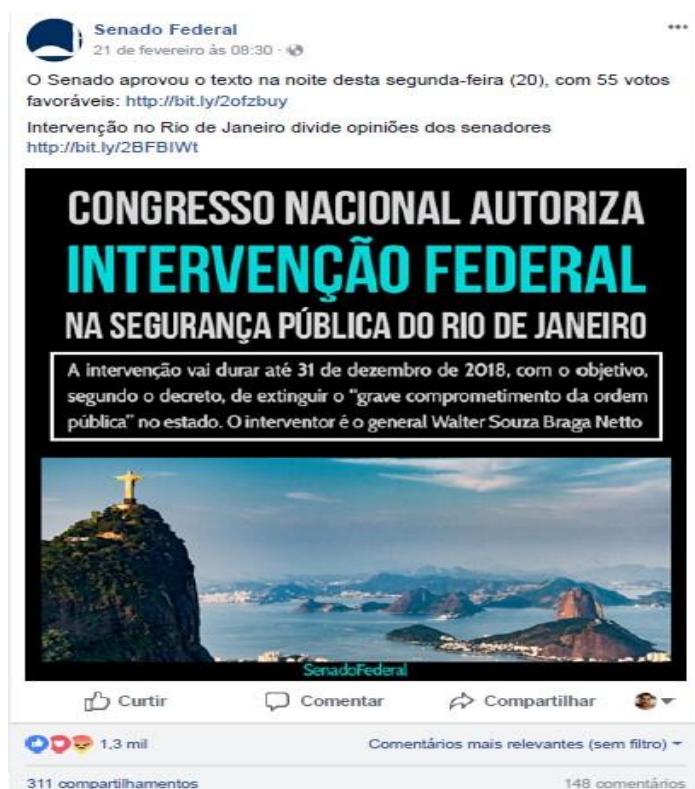 Senado Federal
21 de fevereiro às 08:30 ·
O Senado aprovou o texto na noite desta segunda-feira (20), com 55 votos
favoráveis: http://bit.ly/2ofzbuy
Intervenção no Rio de Janeiro divide opiniões dos senadores
http://bit.ly/2BFBIWt
CONGRESSO NACIONAL AUTORIZA
INTERVENÇÃO FEDERAL
NA SEGURANÇA PÚBLICA DO RIO DE JANEIRO
A intervenção vai durar até 31 de dezembro de 2018, com o objetivo,
segundo o decreto, de extinguir o “grave comprometimento da ordem
pública” no estado. O interventor é o general Walter Souza Braga Netto
SenadoFederal
Curtir Comentar Compartilhar
1,3 mil Comentários mais relevantes (sem filtro)
311 compartilhamentos 148 comentários